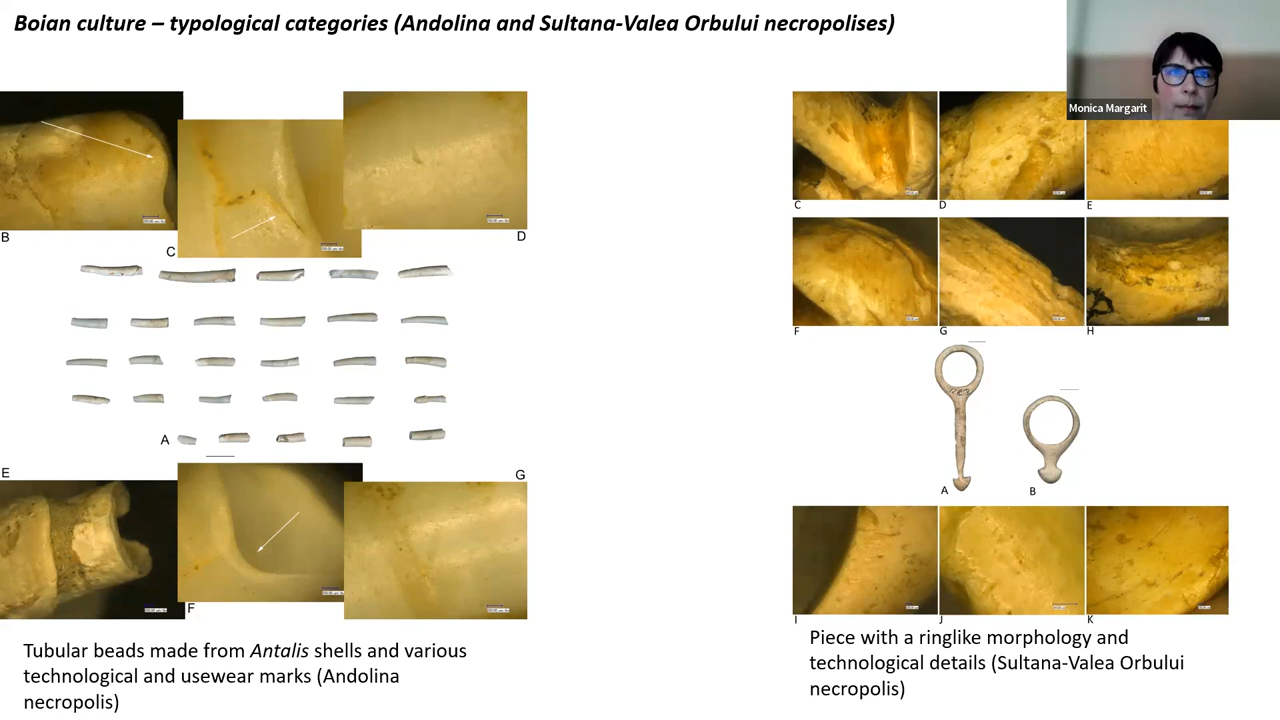 Boian culture – typological categories (Andolina and Sultana-Valea Orbului necropolises)
Monica Margarit
B
C
D
A
E
F
G
Tubular beads made from Antalis shells and various
technological and usewear marks (Andolina
necropolis)
C
D
E
F
G
H
A
B
I
J
K
Piece with a ringlike morphology and
technological details (Sultana-Valea Orbului
necropolis)